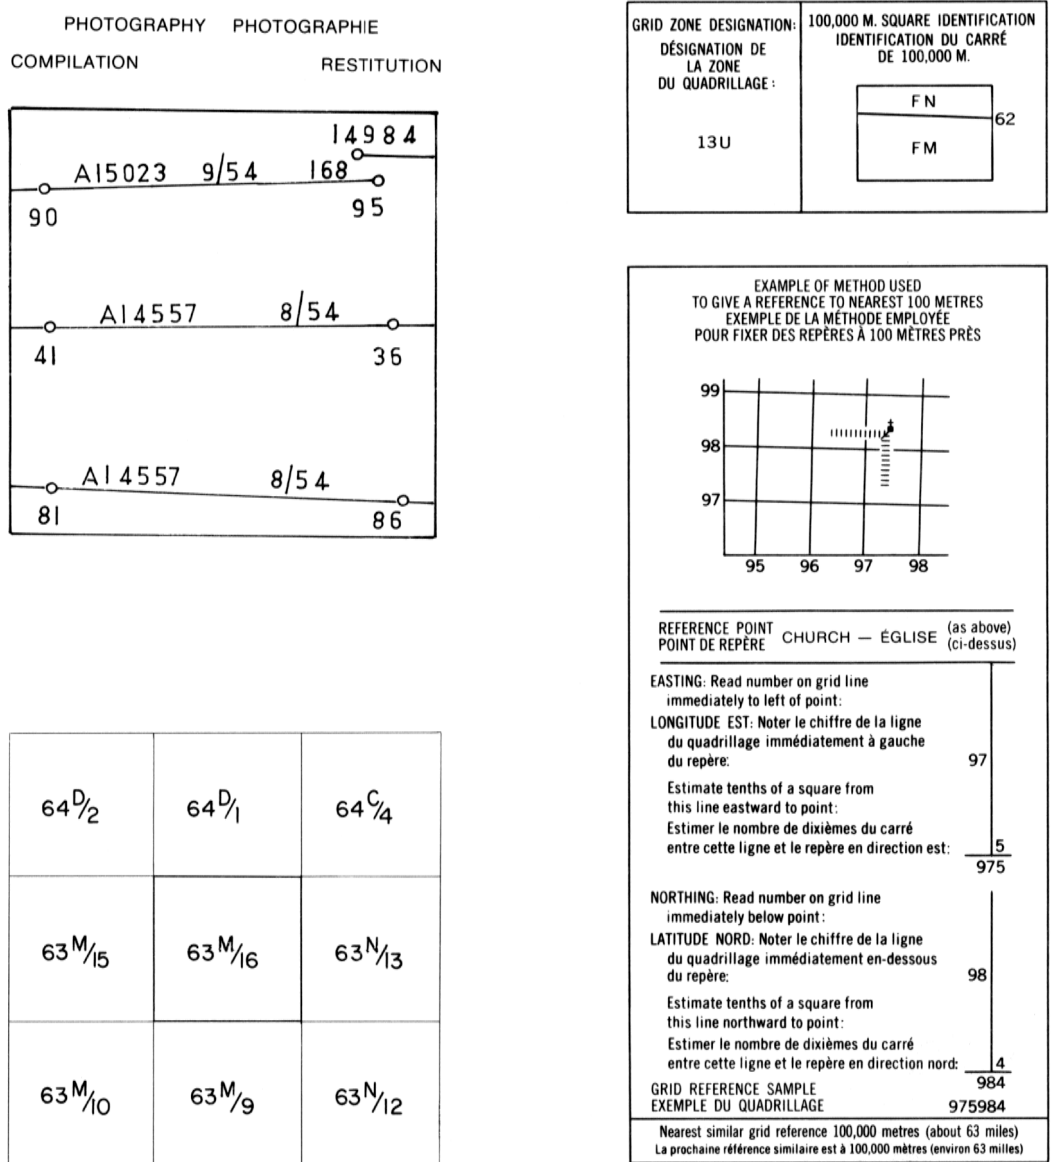 PHOTOGRAPHY PHOTOGRAPHIE
COMPILATION RESTITUTION
14984
A15023 9/54 168
90 95
A14557 8/54
41 36
A14557 8/54
81 86
64D/2 64D/1 64C/4
63M/15 63M/16 63N/13
63M/10 63M/9 63N/12
GRID ZONE DESIGNATION:
DÉSIGNATION DE
LA ZONE
DU QUADRILLAGE :
13U
100,000 M. SQUARE IDENTIFICATION
IDENTIFICATION DU CARRÉ
DE 100,000 M.
FN
62
FM
EXAMPLE OF METHOD USED
TO GIVE A REFERENCE TO NEAREST 100 METRES
EXEMPLE DE LA MÉTHODE EMPLOYÉE
POUR FIXER DES REPÈRES À 100 MÈTRES PRÈS
99
98
97
95 96 97 98
REFERENCE POINT
POINT DE REPÈRE
CHURCH — ÉGLISE
(as above)
(ci-dessus)
EASTING: Read number on grid line
immediately to left of point:
LONGITUDE EST: Noter le chiffre de la ligne
du quadrillage immédiatement à gauche
du repère: 97
Estimate tenths of a square from
this line eastward to point:
Estimer le nombre de dixièmes du carré
entre cette ligne et le repère en direction est: 5
975
NORTHING: Read number on grid line
immediately below point:
LATITUDE NORD: Noter le chiffre de la ligne
du quadrillage immédiatement en-dessous
du repère: 98
Estimate tenths of a square from
this line northward to point:
Estimer le nombre de dixièmes du carré
entre cette ligne et le repère en direction nord: 4
984
GRID REFERENCE SAMPLE
EXEMPLE DU QUADRILLAGE 975984
Nearest similar grid reference 100,000 metres (about 63 miles)
La prochaine référence similaire est à 100,000 mètres (environ 63 milles)